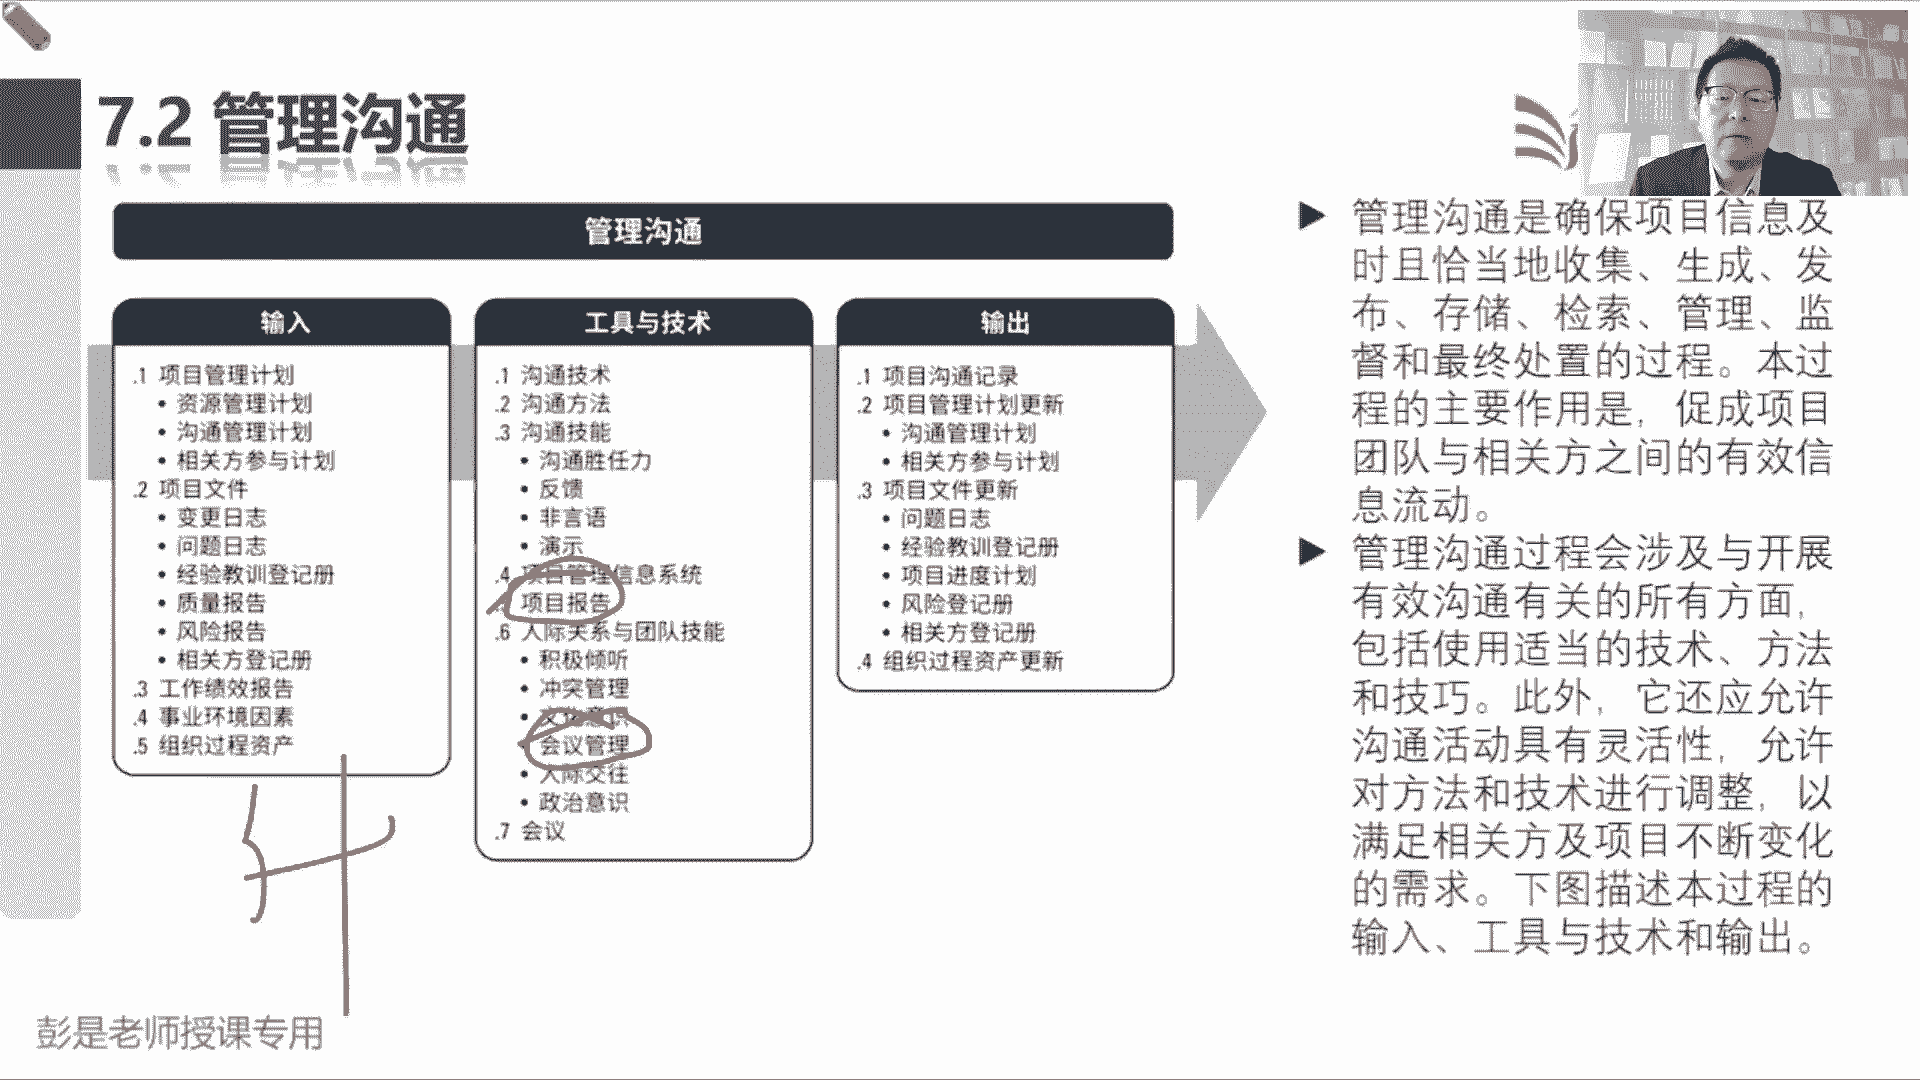 7.2 管理沟通
管理沟通
输入
.1 项目管理计划
• 资源管理计划
• 沟通管理计划
• 相关方参与计划
.2 项目文件
• 变更日志
• 问题日志
• 经验教训登记册
• 质量报告
• 风险报告
• 相关方登记册
.3 工作绩效报告
.4 事业环境因素
.5 组织过程资产
工具与技术
.1 沟通技术
.2 沟通方法
.3 沟通技能
• 沟通胜任力
• 反馈
• 非言语
• 演示
.4 项目管理信息系统
项目报告
.6 人际关系与团队技能
• 积极倾听
• 冲突管理
• 文化意识
• 会议管理
• 人际交往
• 政治意识
.7 会议
输出
.1 项目沟通记录
.2 项目管理计划更新
• 沟通管理计划
• 相关方参与计划
.3 项目文件更新
• 问题日志
• 经验教训登记册
• 项目进度计划
• 风险登记册
• 相关方登记册
.4 组织过程资产更新
管理沟通是确保项目信息及
时且恰当地收集、生成、发
布、存储、检索、管理、监
督和最终处置的过程。本过
程的主要作用是，促成项目
团队与相关方之间的有效信
息流动。
管理沟通过程会涉及与开展
有效沟通有关的所有方面，
包括使用适当的技术、方法
和技巧。此外，它还应允许
沟通活动具有灵活性，允许
对方法和技术进行调整，以
满足相关方及项目不断变化
的需求。下图描述本过程的
输入、工具与技术和输出。
彭是老师授课专用